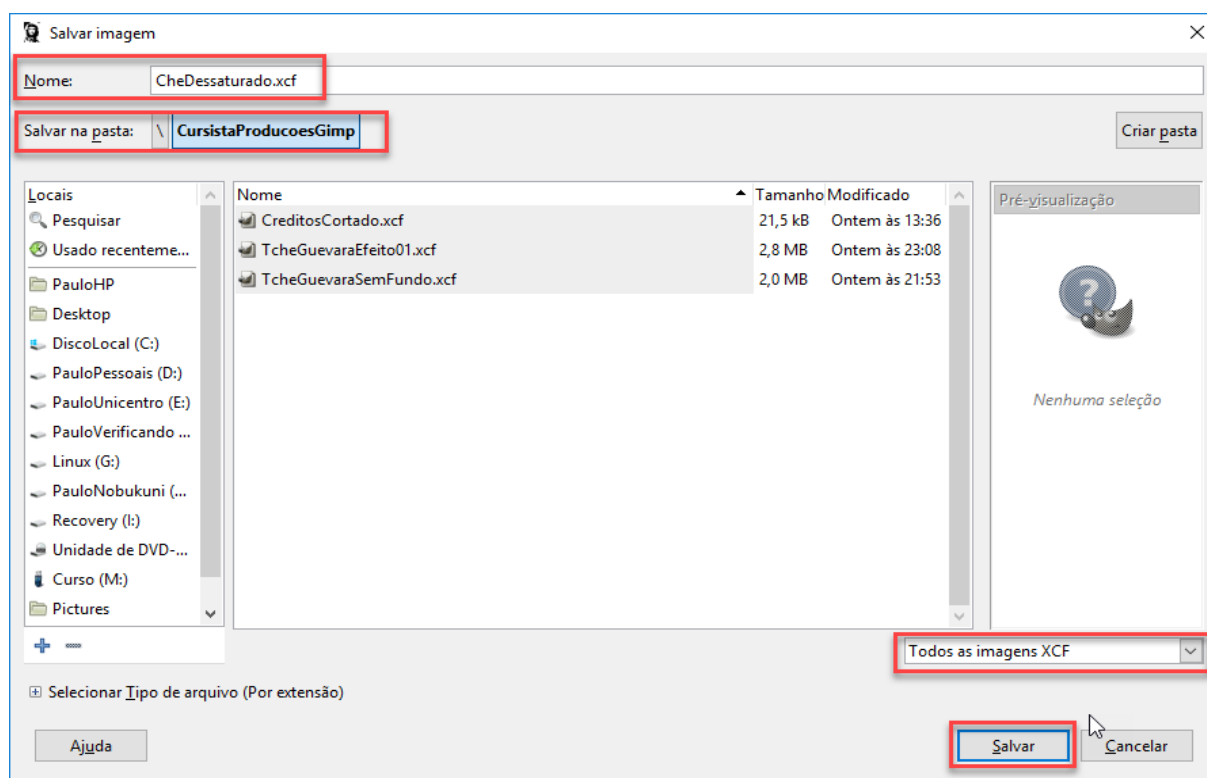 Salvar imagem
Nome: CheDessaturado.xcf
Salvar na pasta: \ CursistaProducoesGimp Criar pasta
Locais
Pesquisar
Usado recenteme...
PauloHP
Desktop
DiscoLocal (C:)
PauloPessoais (D:)
PauloUnicentro (E:)
PauloVerificando ...
Linux (G:)
PauloNobukuni (...
Recovery (I:)
Unidade de DVD-...
Curso (M:)
Pictures
Nome Tamanho Modificado
CreditosCortado.xcf 21,5 kB Ontem às 13:36
TcheGuevaraEfeito01.xcf 2,8 MB Ontem às 23:08
TcheGuevaraSemFundo.xcf 2,0 MB Ontem às 21:53
Pré-visualização
Nenhuma seleção
Todos as imagens XCF
Selecionar Tipo de arquivo (Por extensão)
Ajuda Salvar Cancelar